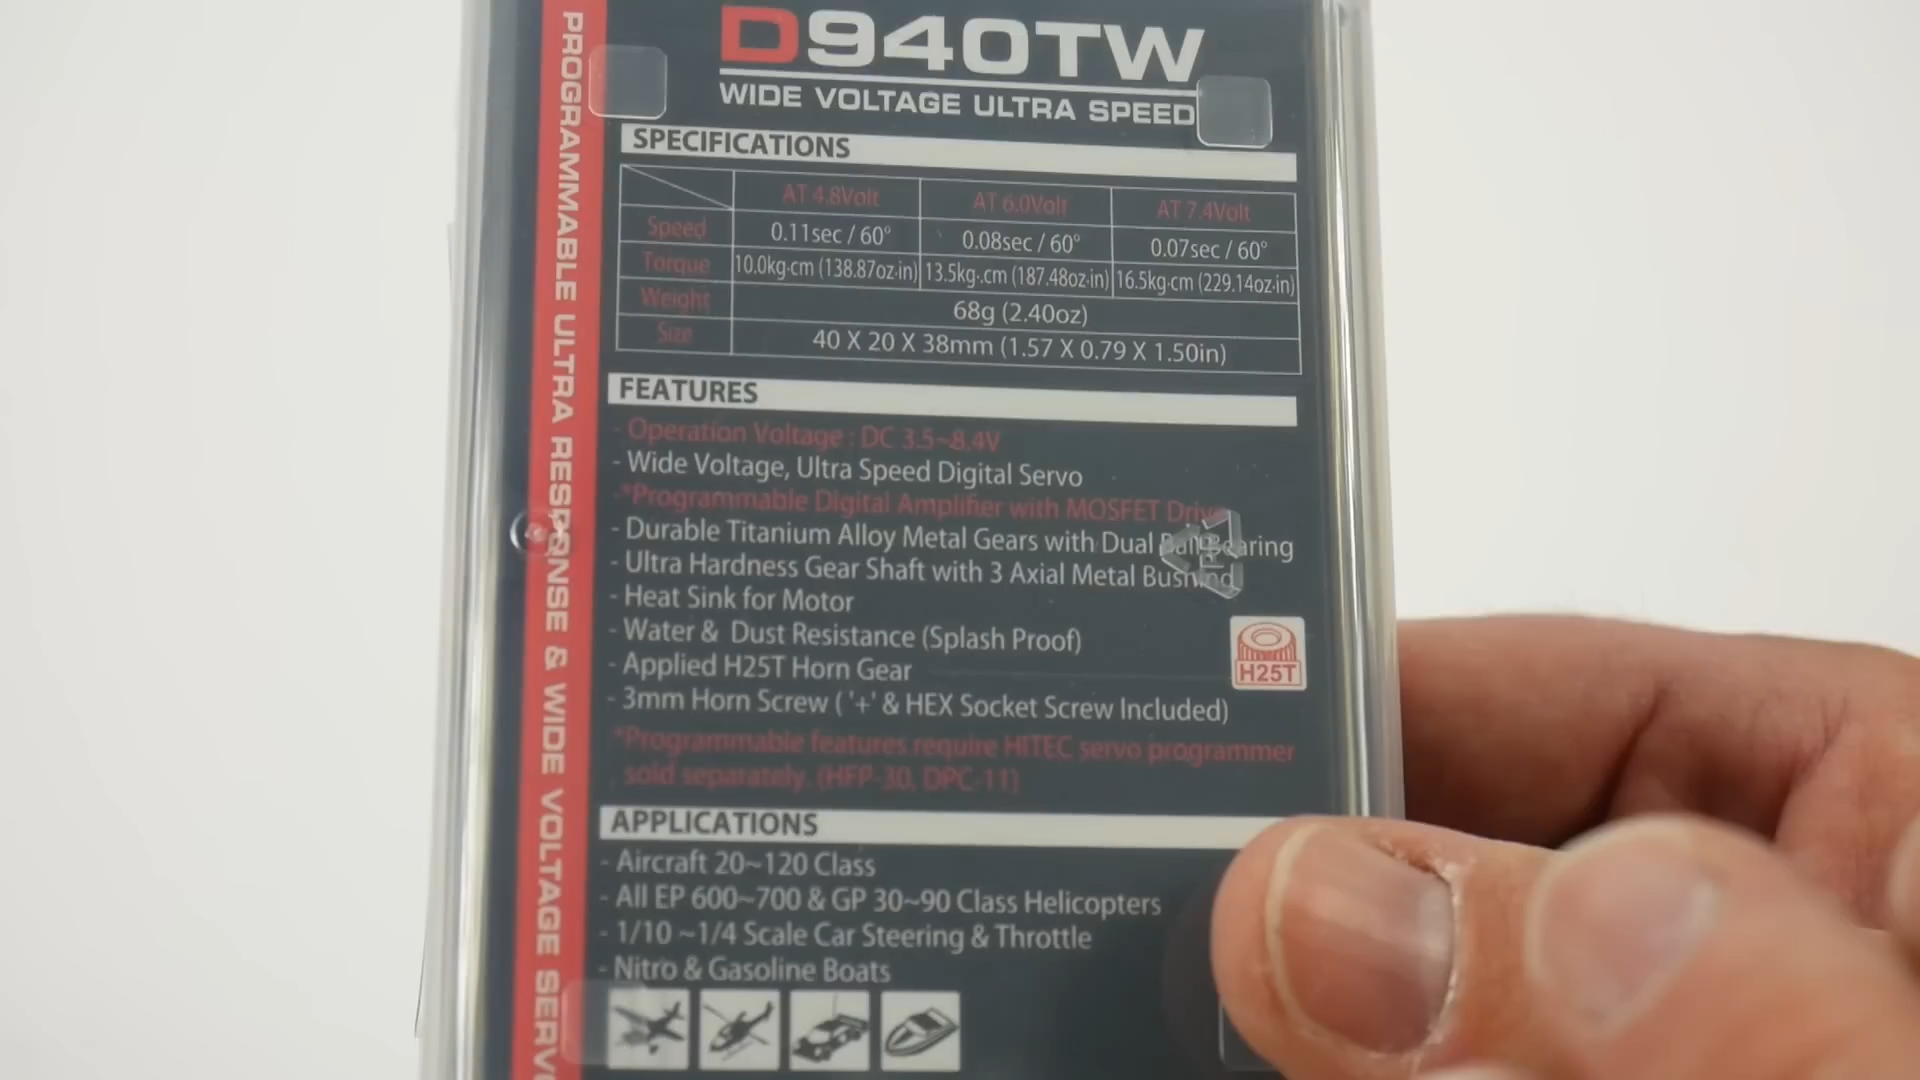 D940TW
WIDE VOLTAGE ULTRA SPEED
PROGRAMMABLE ULTRA RESPONSE & WIDE VOLTAGE SERV
SPECIFICATIONS
AT 4.8Volt AT 6.0Volt AT 7.4Volt
Speed 0.11sec / 60° 0.08sec / 60° 0.07sec / 60°
Torque 10.0kg·cm (138.87oz·in) 13.5kg·.cm (187.48oz·in) 16.5kg·cm (229.14oz·in)
Weight 68g (2.40oz)
Size 40 X 20 X 38mm (1.57 X 0.79 X 1.50in)
FEATURES
- Operation Voltage : DC 3.5~8.4V
- Wide Voltage, Ultra Speed Digital Servo
-*Programmable Digital Amplifier with MOSFET Drive
- Durable Titanium Alloy Metal Gears with Dual Ball Bearing
- Ultra Hardness Gear Shaft with 3 Axial Metal Bushing
- Heat Sink for Motor
- Water & Dust Resistance (Splash Proof)
- Applied H25T Horn Gear
- 3mm Horn Screw ( '+' & HEX Socket Screw Included)
*Programmable features require HITEC servo programmer
sold separately. (HFP-30, DPC-11)
H25T
APPLICATIONS
- Aircraft 20~120 Class
- All EP 600~700 & GP 30~90 Class Helicopters
- 1/10 ~1/4 Scale Car Steering & Throttle
- Nitro & Gasoline Boats